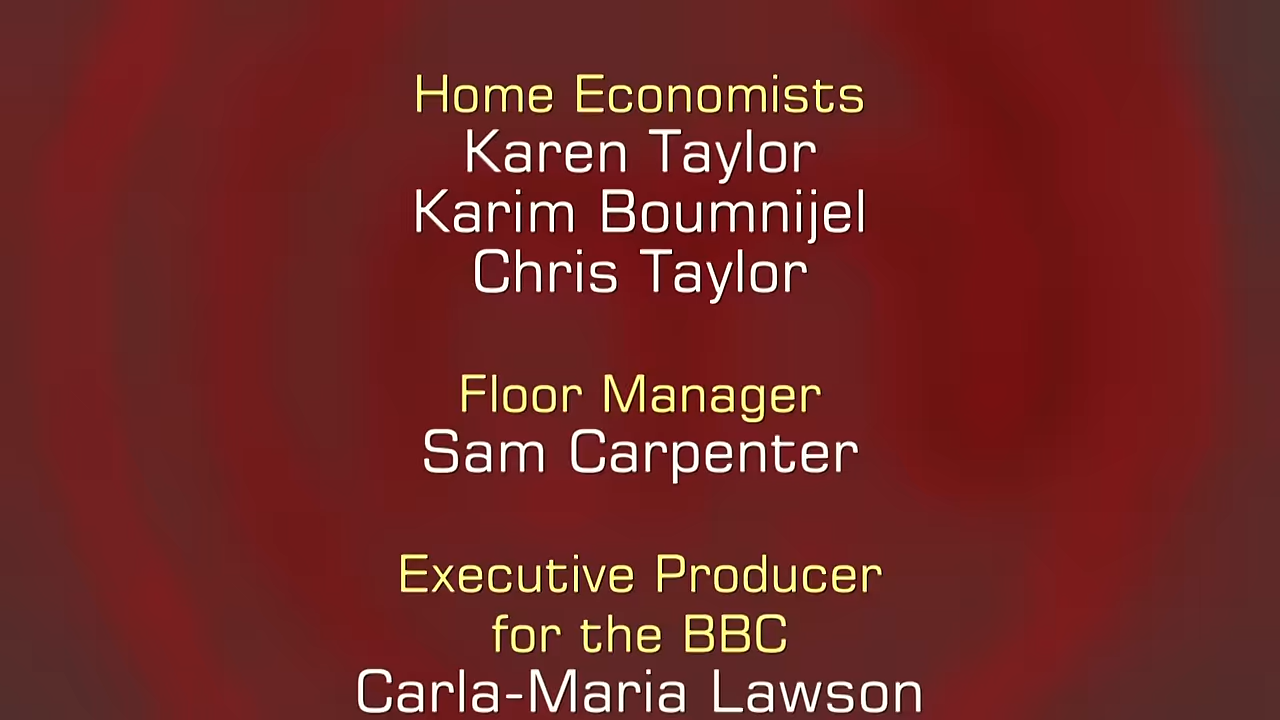 Home Economists
Karen Taylor
Karim Boumnijel
Chris Taylor
Floor Manager
Sam Carpenter
Executive Producer
for the BBC
Carla-Maria Lawson